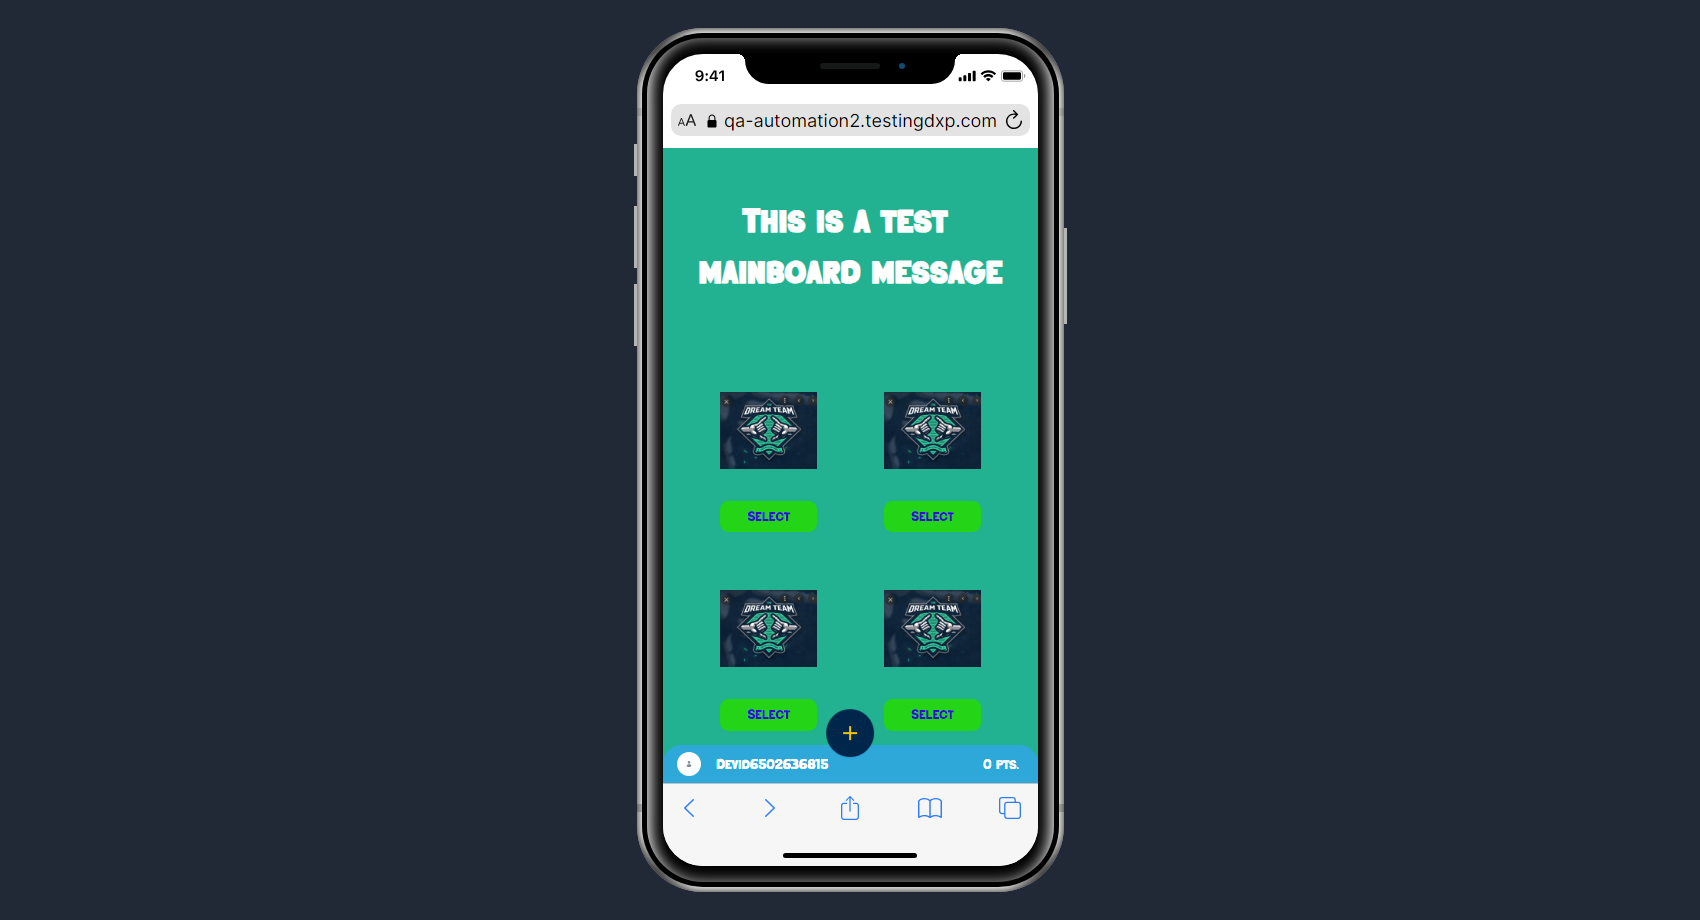 9:41
AA qa-automation2.testingdxp.com
This is a test
mainboard message
DREAM TEAM
DREAM TEAM
Select
Select
DREAM TEAM
DREAM TEAM
Select
Select
+
Devid6502636815
0 pts.